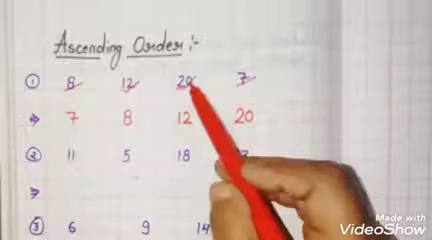 Ascending Order :-
① 8 12 20 7
⇒ 7 8 12 20
② 11 5 18
⇒
③ 6 9 14
Made with
VideoShow